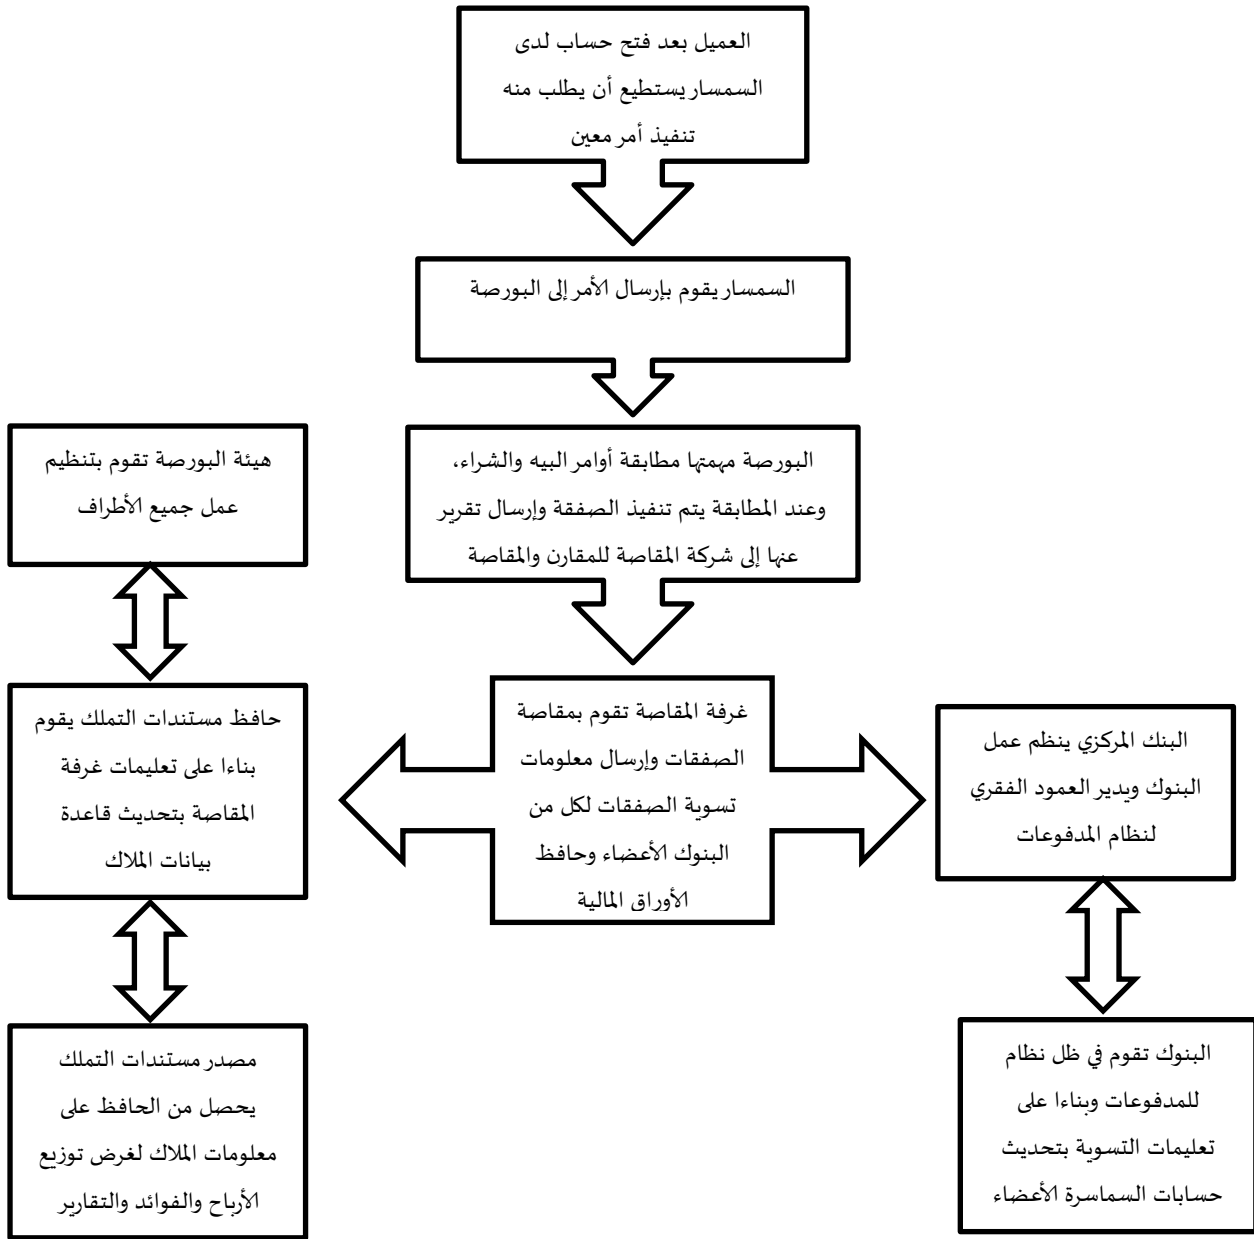 العميل بعد فتح حساب لدى
السمسار يستطيع أن يطلب منه
تنفيذ أمر معين
السمسار يقوم بإرسال الأمر إلى البورصة
البورصة مهمتها مطابقة أوامر البيه والشراء،
وعند المطابقة يتم تنفيذ الصفقة وإرسال تقرير
عنها إلى شركة المقاصة للمقارن والمقاصة
هيئة البورصة تقوم بتنظيم
عمل جميع الأطراف
غرفة المقاصة تقوم بمقاصة
الصفقات وإرسال معلومات
تسوية الصفقات لكل من
البنوك الأعضاء وحافظ
الأوراق المالية
البنك المركزي ينظم عمل
البنوك ويدير العمود الفقري
لنظام المدفوعات
حافظ مستندات التملك يقوم
بناءا على تعليمات غرفة
المقاصة بتحديث قاعدة
بيانات الملاك
البنوك تقوم في ظل نظام
للمدفوعات وبناءا على
تعليمات التسوية بتحديث
حسابات السماسرة الأعضاء
مصدر مستندات التملك
يحصل من الحافظ على
معلومات الملاك لغرض توزيع
الأرباح والفوائد والتقارير